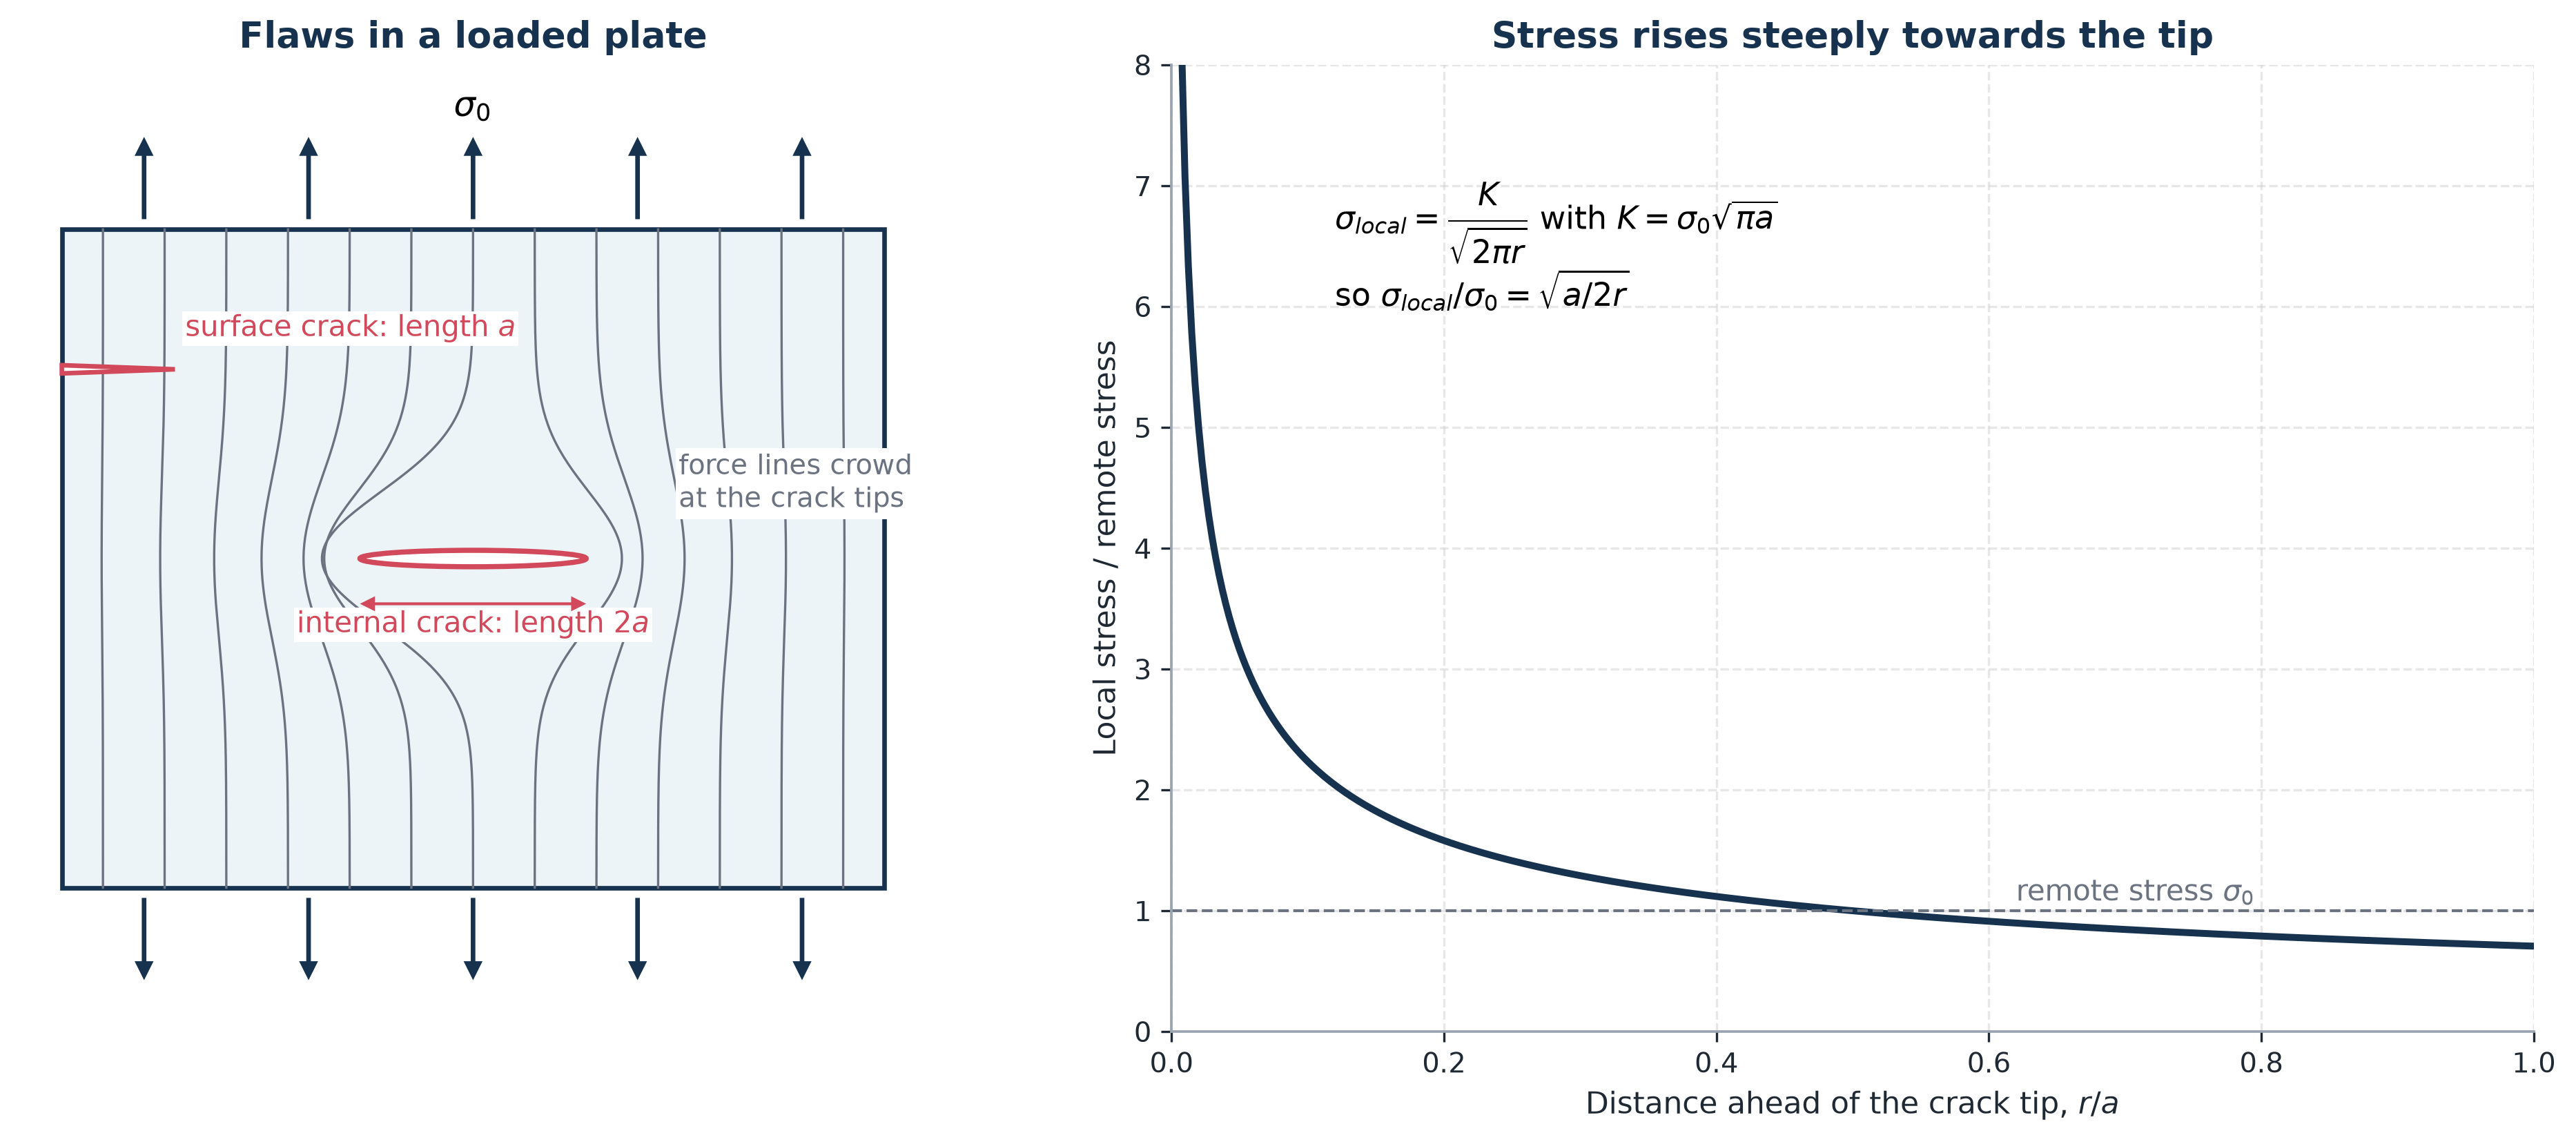 Flaws in a loaded plate
σ₀
surface crack: length a
force lines crowd
at the crack tips
internal crack: length 2a
Stress rises steeply towards the tip
Local stress / remote stress
8
7
6
5
4
3
2
1
0
σ_local = K/√(2πr) with K = σ₀√(πa)
so σ_local/σ₀ = √(a/2r)
remote stress σ₀
0.0 0.2 0.4 0.6 0.8 1.0
Distance ahead of the crack tip, r/a